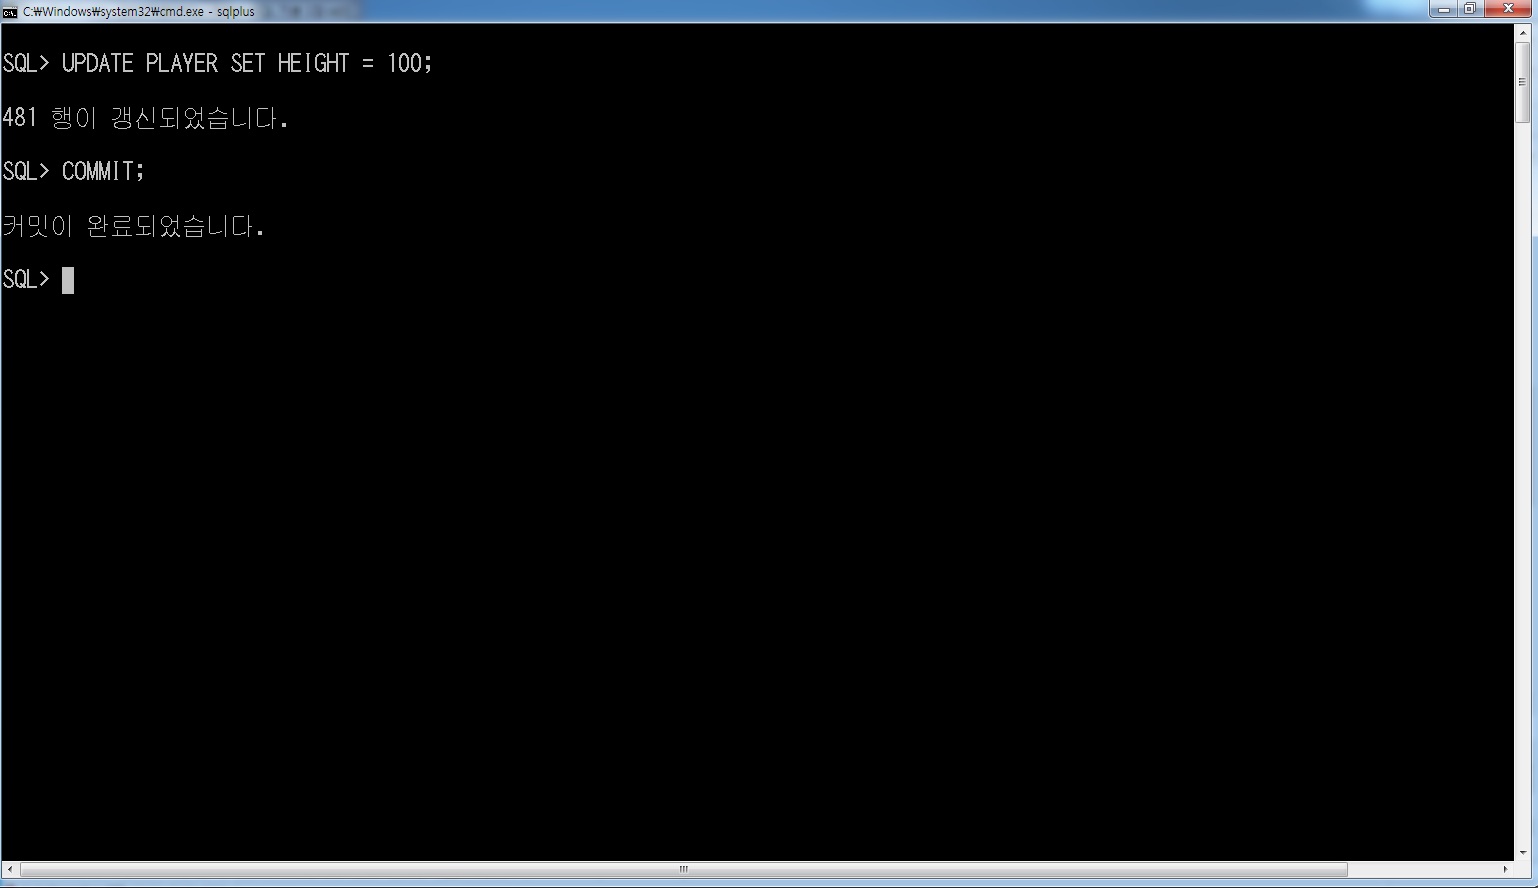 C:₩Windows₩system32₩cmd.exe - sqlplus
SQL> UPDATE PLAYER SET HEIGHT = 100;
481 행이 갱신되었습니다.
SQL> COMMIT;
커밋이 완료되었습니다.
SQL>